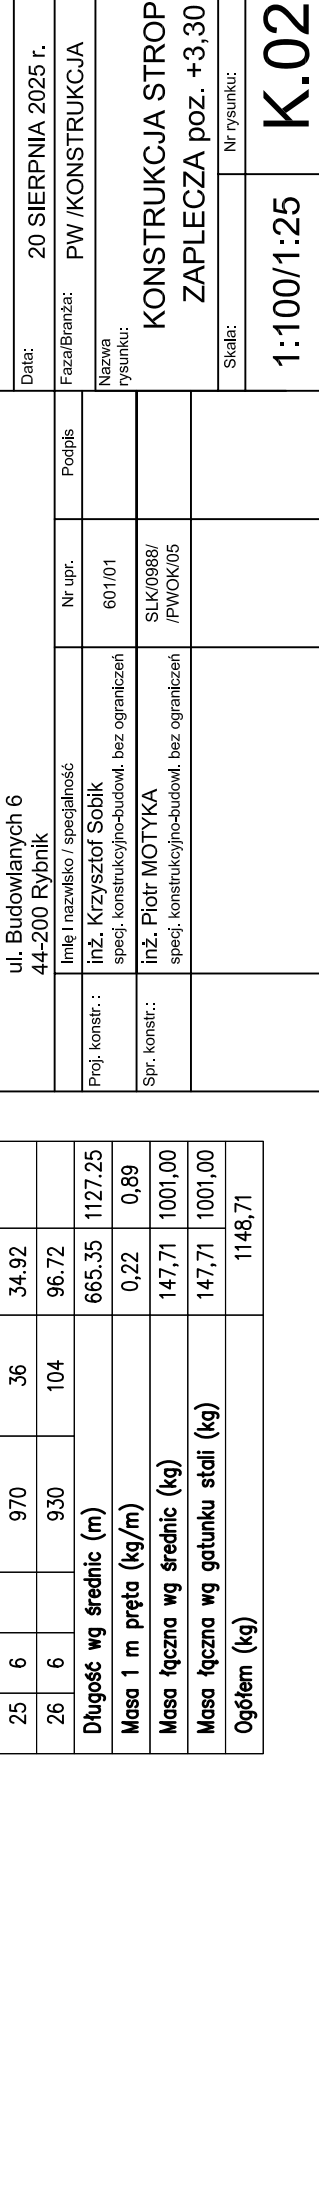 25 6 970 36 34.92
26 6 930 104 96.72
Długość wg średnic (m) 665.35 1127.25
Masa 1 m pręta (kg/m) 0,22 0,89
Masa łączna wg średnic (kg) 147,71 1001,00
Masa łączna wg gatunku stali (kg) 147,71 1001,00
Ogółem (kg) 1148,71
ul. Budowlanych 6
44-200 Rybnik
Imię i nazwisko / specjalność Nr upr. Podpis
Proj. konstr.: inż. Krzysztof Sobik
specj. konstrukcyjno-budowl. bez ograniczeń
601/01
Spr. konstr.: inż. Piotr MOTYKA
specj. konstrukcyjno-budowl. bez ograniczeń
SLK/0988/
/PWOK/05
Data: 20 SIERPNIA 2025 r.
Faza/Branża: PW /KONSTRUKCJA
Nazwa
rysunku:
KONSTRUKCJA STROP
ZAPLECZA poz. +3,30
Skala: Nr rysunku:
1:100/1:25 K.02